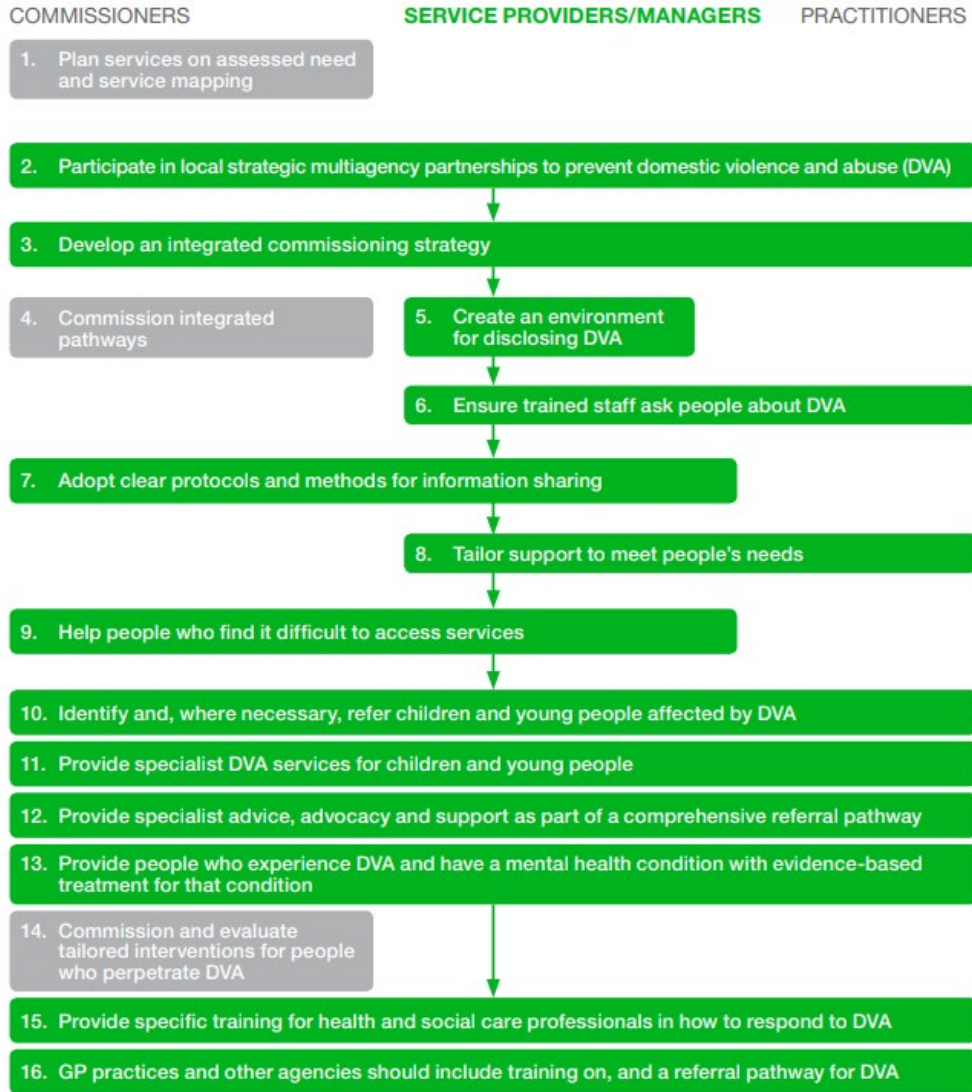 COMMISSIONERS SERVICE PROVIDERS/MANAGERS PRACTITIONERS
1. Plan services on assessed need
and service mapping
2. Participate in local strategic multiagency partnerships to prevent domestic violence and abuse (DVA)
3. Develop an integrated commissioning strategy
4. Commission integrated
pathways
5. Create an environment
for disclosing DVA
6. Ensure trained staff ask people about DVA
7. Adopt clear protocols and methods for information sharing
8. Tailor support to meet people's needs
9. Help people who find it difficult to access services
10. Identify and, where necessary, refer children and young people affected by DVA
11. Provide specialist DVA services for children and young people
12. Provide specialist advice, advocacy and support as part of a comprehensive referral pathway
13. Provide people who experience DVA and have a mental health condition with evidence-based
treatment for that condition
14. Commission and evaluate
tailored interventions for people
who perpetrate DVA
15. Provide specific training for health and social care professionals in how to respond to DVA
16. GP practices and other agencies should include training on, and a referral pathway for DVA